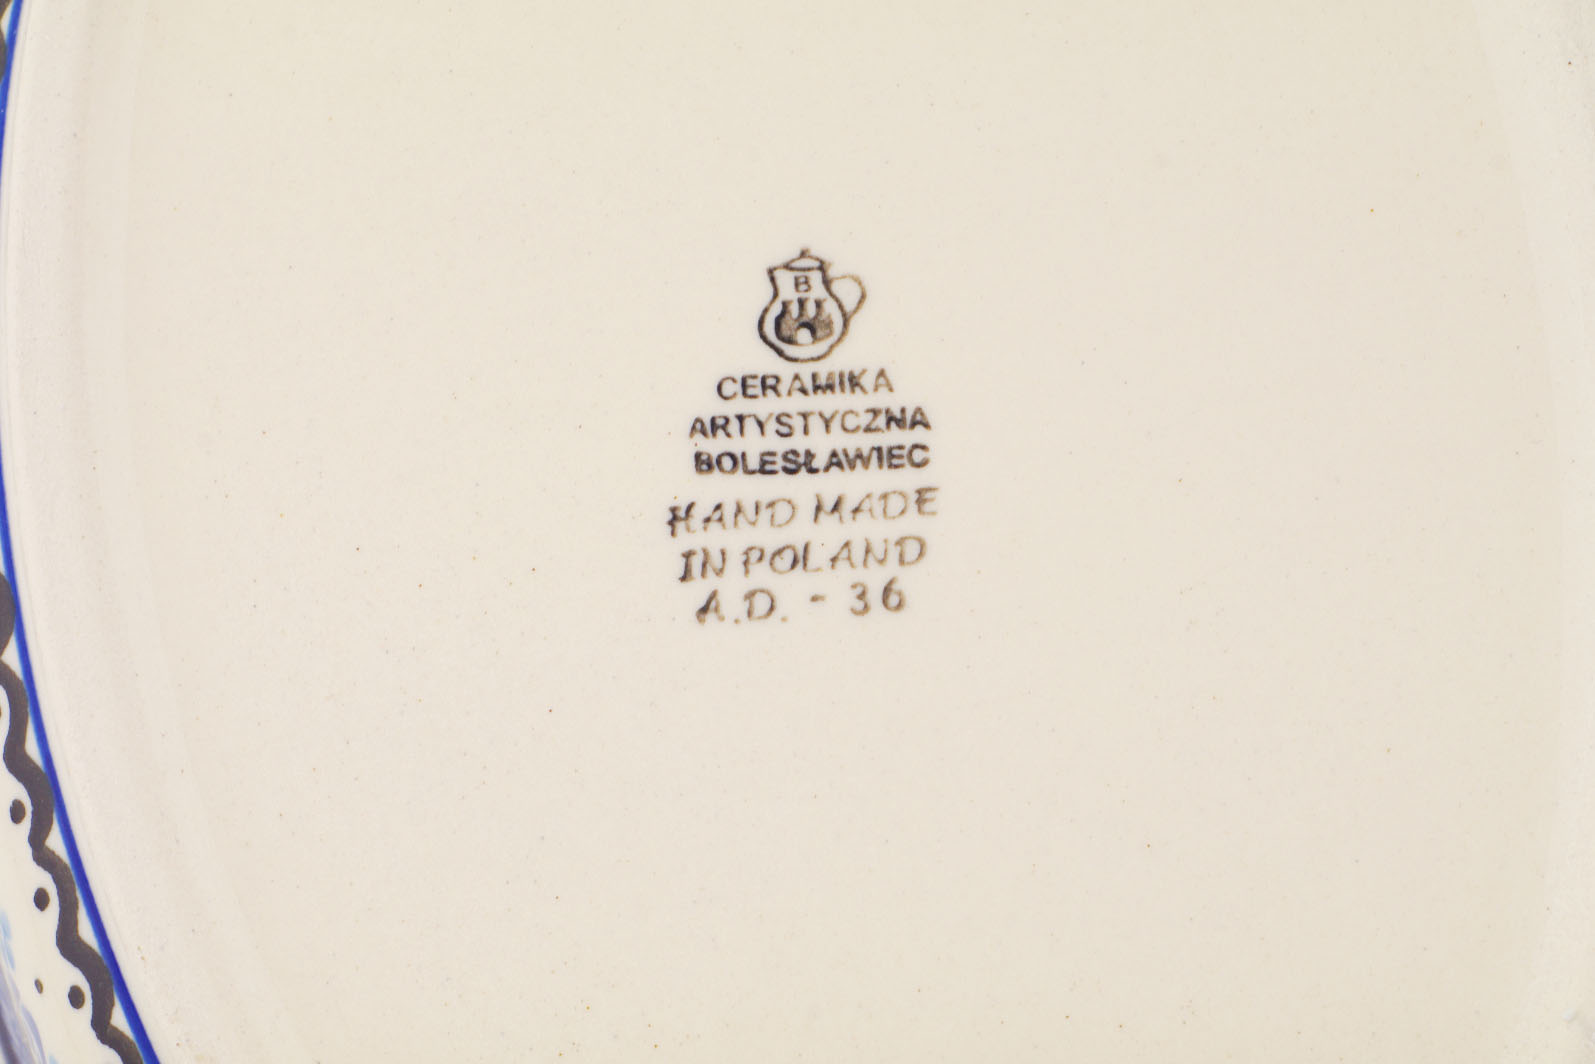 B
CERAMIKA
ARTYSTYCZNA
BOLESŁAWIEC
HAND MADE
IN POLAND
A.D. - 36